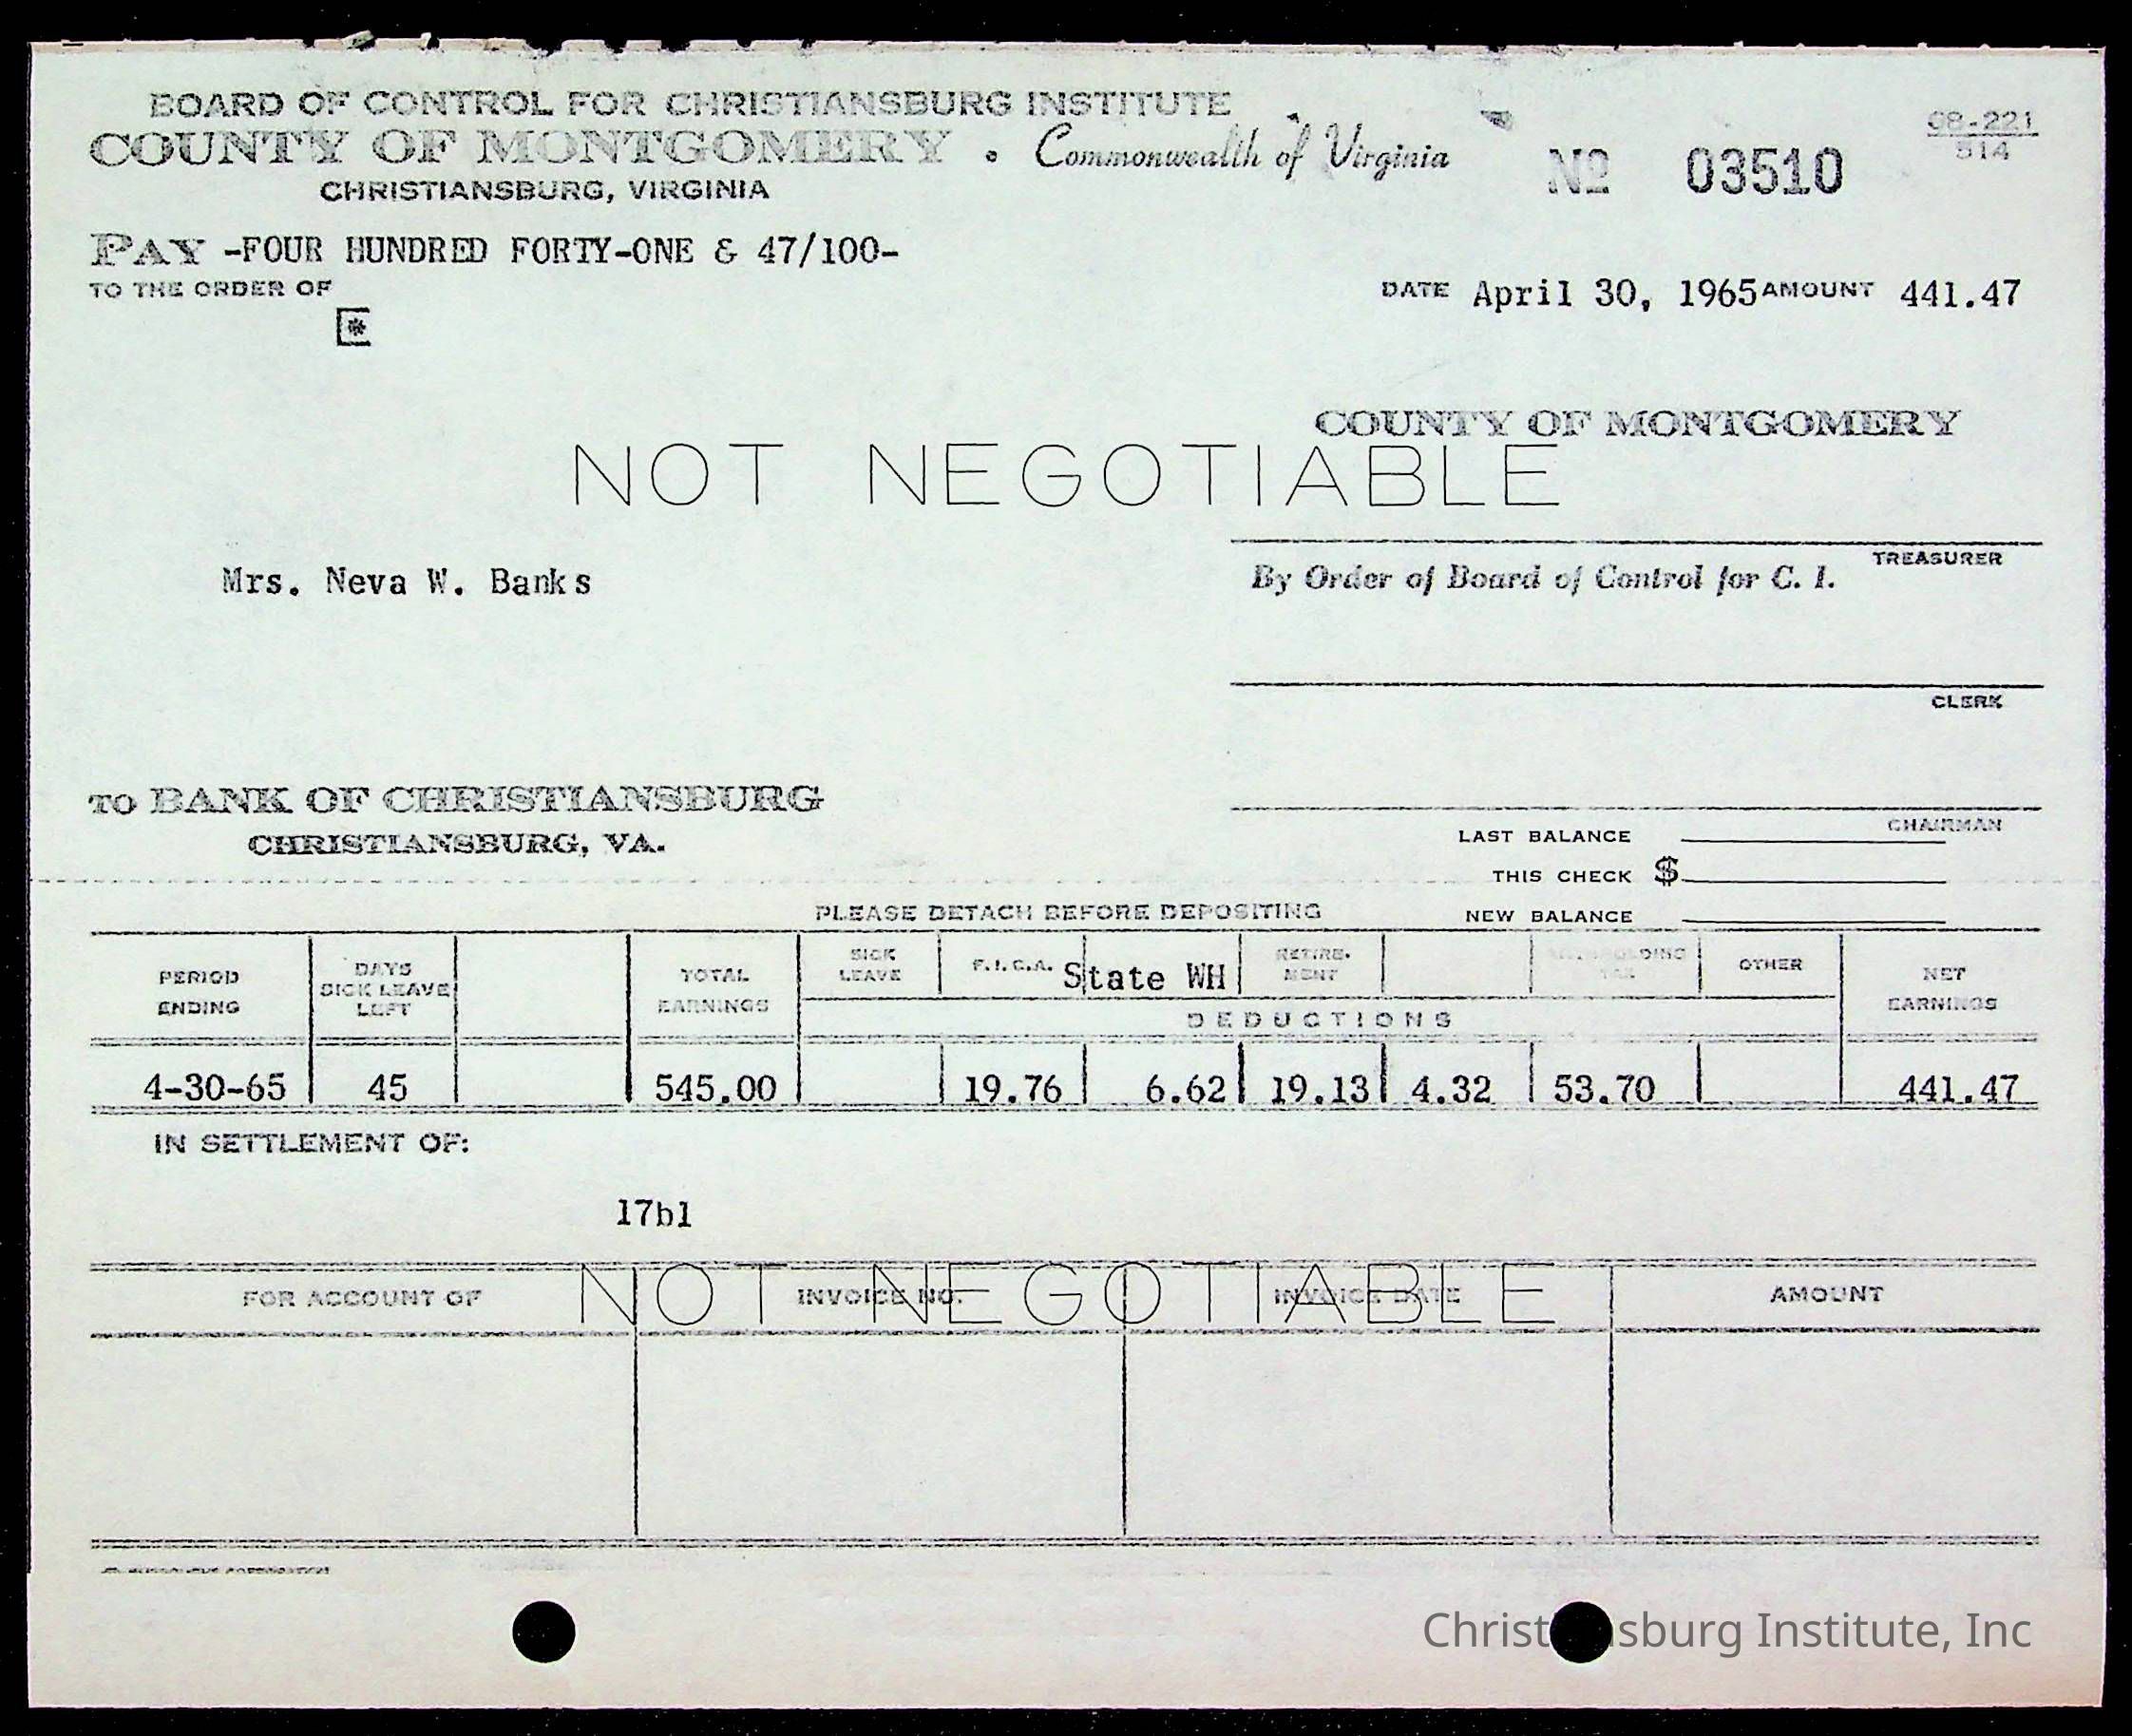 BOARD OF CONTROL FOR CHRISTIANSBURG INSTITUTE
COUNTY OF MONTGOMERY • Commonwealth of Virginia
CHRISTIANSBURG, VIRGINIA
No 03510
68-221
514
PAY -FOUR HUNDRED FORTY-ONE & 47/100-
TO THE ORDER OF
DATE April 30, 1965 AMOUNT 441.47
[*
COUNTY OF MONTGOMERY
NOT NEGOTIABLE
TREASURER
Mrs. Neva W. Banks
By Order of Board of Control for C. I.
CLERK
TO BANK OF CHRISTIANSBURG
CHRISTIANSBURG, VA.
CHAIRMAN
LAST BALANCE
THIS CHECK $
NEW BALANCE
PLEASE DETACH BEFORE DEPOSITING
PERIOD ENDING
DAYS SICK LEAVE LEFT
TOTAL EARNINGS
SICK LEAVE
F.I.C.A.
State WH
RETIRE-MENT
TAX
OTHER
NET EARNINGS
DEDUCTIONS
4-30-65 45 545.00 19.76 6.62 19.13 4.32 53.70 441.47
IN SETTLEMENT OF:
17b1
NOT NEGOTIABLE
FOR ACCOUNT OF INVOICE NO. INVOICE DATE AMOUNT
Institute, Inc